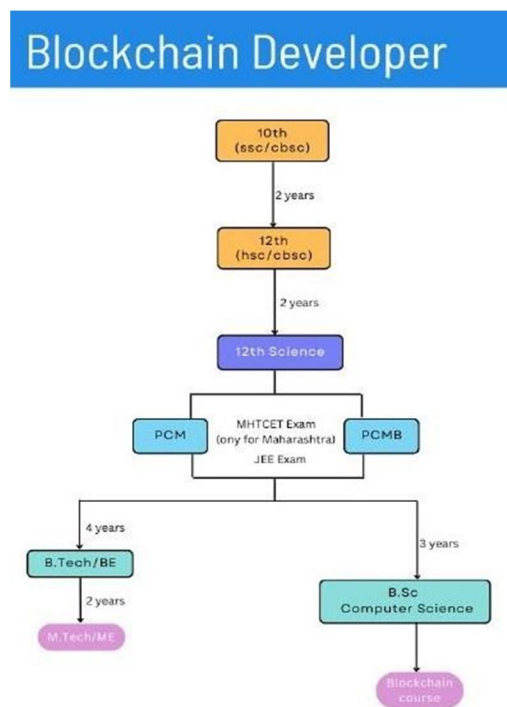 Blockchain Developer
10th
(ssc/cbsc)
2 years
12th
(hsc/cbsc)
2 years
12th Science
PCM
MHTCET Exam
(ony for Maharashtra)
JEE Exam
PCMB
4 years
3 years
B.Tech/BE
B.Sc
Computer Science
2 years
M.Tech/ME
Blockchain
course